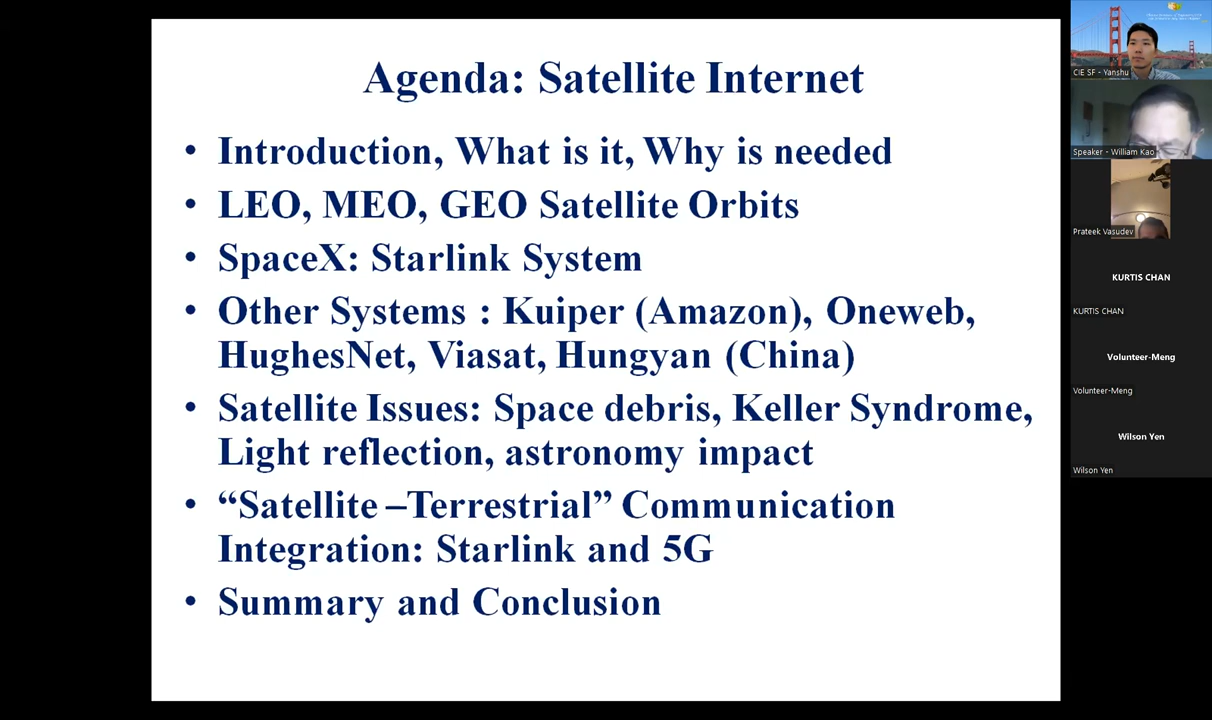 Agenda: Satellite Internet
• Introduction, What is it, Why is needed
• LEO, MEO, GEO Satellite Orbits
• SpaceX: Starlink System
• Other Systems : Kuiper (Amazon), Oneweb,
HughesNet, Viasat, Hungyan (China)
• Satellite Issues: Space debris, Keller Syndrome,
Light reflection, astronomy impact
• “Satellite –Terrestrial” Communication
Integration: Starlink and 5G
• Summary and Conclusion
CIE SF - Yanshu
Speaker - William Kao
Prateek Vasudev
KURTIS CHAN
KURTIS CHAN
Volunteer-Meng
Volunteer-Meng
Wilson Yen
Wilson Yen